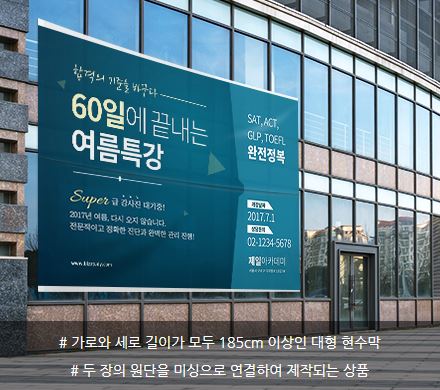 합격의 기준을 바꾸다
60일에 끝내는
여름특강
SAT, ACT,
GLP, TOEFL
완전정복
Super 급 강사진 대기중!
2017년 여름, 다시 오지 않습니다.
전문적이고 정확한 진단과 완벽한 관리 진행!
개강날짜
2017.7.1
상담문의
02-1234-5678
제일아카데미
# 가로와 세로 길이가 모두 185cm 이상인 대형 현수막
# 두 장의 원단을 미싱으로 연결하여 제작되는 상품